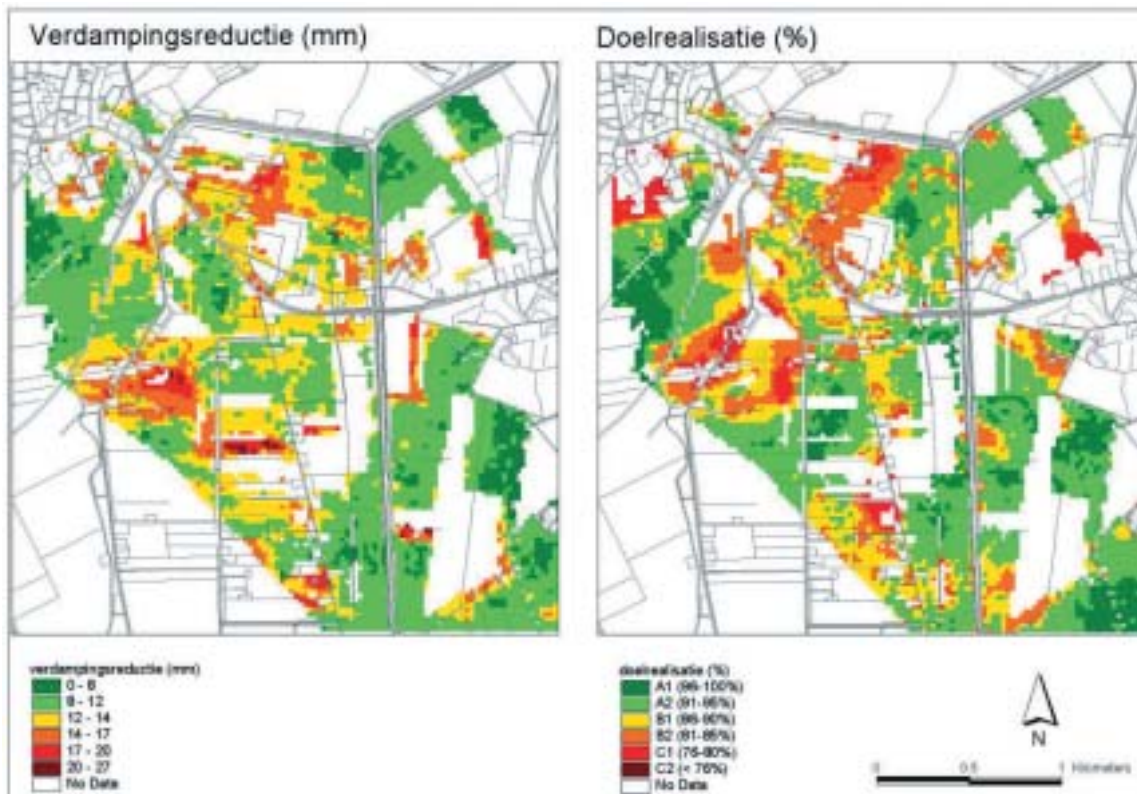 Verdampingsreductie (mm)
Doelrealisatie (%)
verdampingsreductie (mm)
0 - 8
8 - 12
12 - 14
14 - 17
17 - 20
20 - 27
No Data
doelrealisatie (%)
A1 (96-100%)
A2 (91-95%)
B1 (86-90%)
B2 (81-85%)
C1 (76-80%)
C2 (< 76%)
No Data
N
0 0.5 1 Kilometers